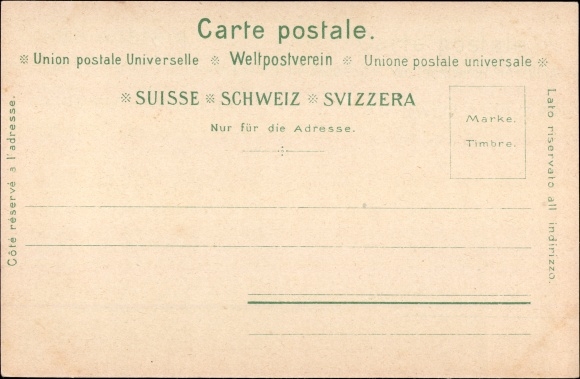 Carte postale.
※ Union postale Universelle ※ Weltpostverein ※ Unione postale universale ※
※ SUISSE ※ SCHWEIZ ※ SVIZZERA
Nur für die Adresse.
Marke.
Timbre.
Côté réservé a l'adresse.
Lato riservato all indirizzo.